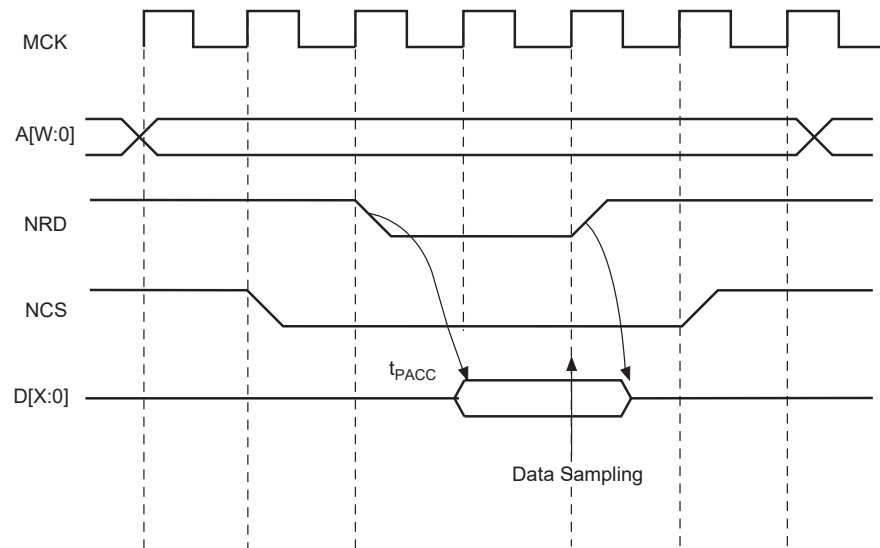 MCK
A[W:0]
NRD
NCS
tPACC
D[X:0]
Data Sampling